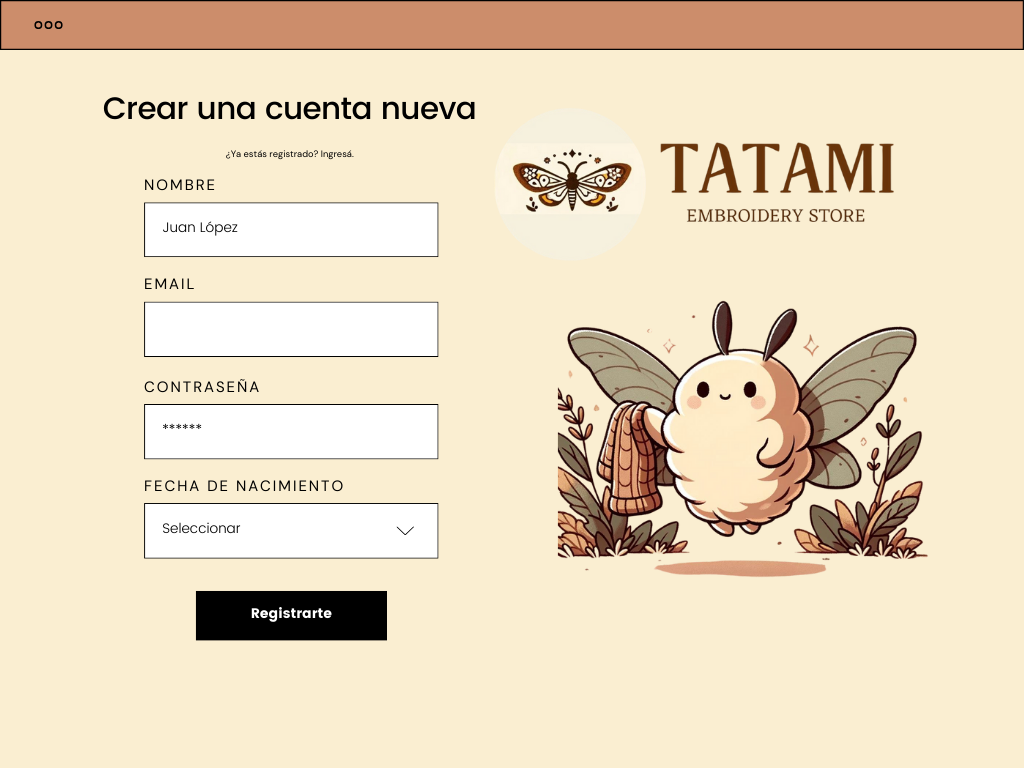 Crear una cuenta nueva
¿Ya estás registrado? Ingresá.
NOMBRE
Juan López
EMAIL
CONTRASEÑA
******
FECHA DE NACIMIENTO
Seleccionar
Registrarte
TATAMI
EMBROIDERY STORE